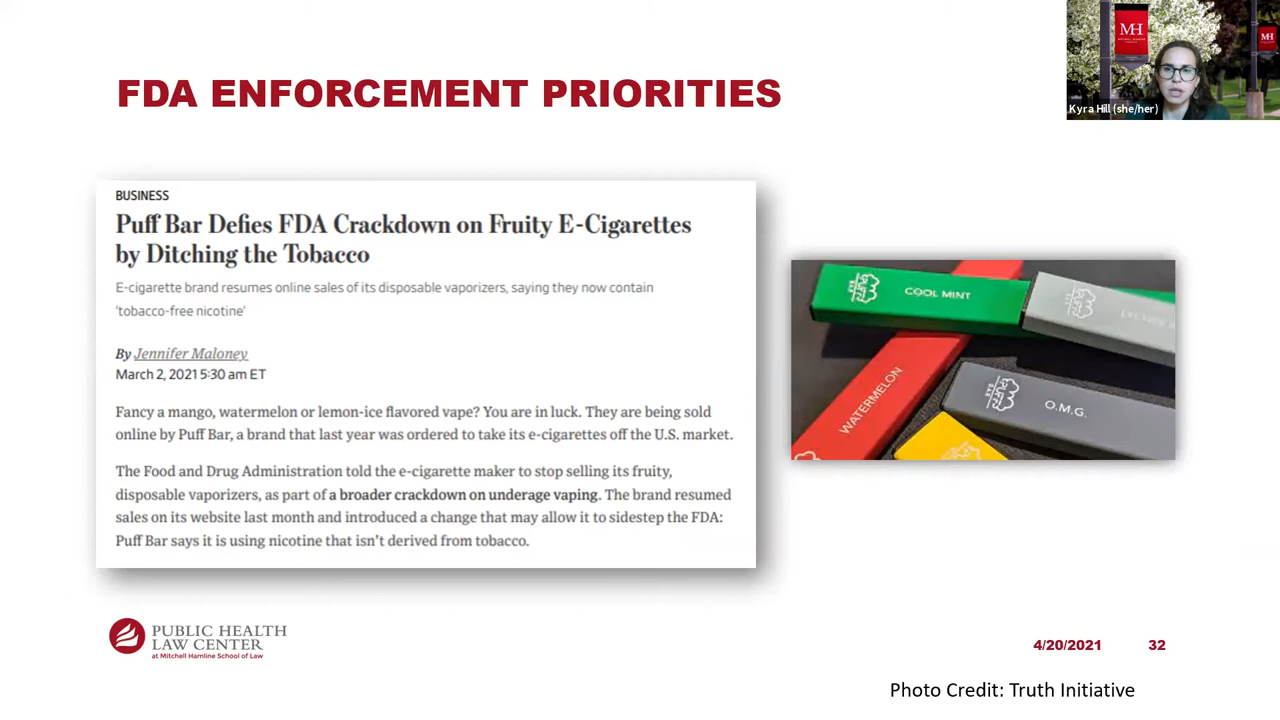 MH
MH
Kyra Hill (she/her)
FDA ENFORCEMENT PRIORITIES
BUSINESS
Puff Bar Defies FDA Crackdown on Fruity E-Cigarettes
by Ditching the Tobacco
E-cigarette brand resumes online sales of its disposable vaporizers, saying they now contain
‘tobacco-free nicotine’
By Jennifer Maloney
March 2, 2021 5:30 am ET
Fancy a mango, watermelon or lemon-ice flavored vape? You are in luck. They are being sold
online by Puff Bar, a brand that last year was ordered to take its e-cigarettes off the U.S. market.
The Food and Drug Administration told the e-cigarette maker to stop selling its fruity,
disposable vaporizers, as part of a broader crackdown on underage vaping. The brand resumed
sales on its website last month and introduced a change that may allow it to sidestep the FDA:
Puff Bar says it is using nicotine that isn’t derived from tobacco.
PUFF
BAR
COOL MINT
PUFF
BAR
WATERMELON
PUFF
BAR
O.M.G.
PUBLIC HEALTH
LAW CENTER
at Mitchell Hamline School of Law
4/20/2021
32
Photo Credit: Truth Initiative